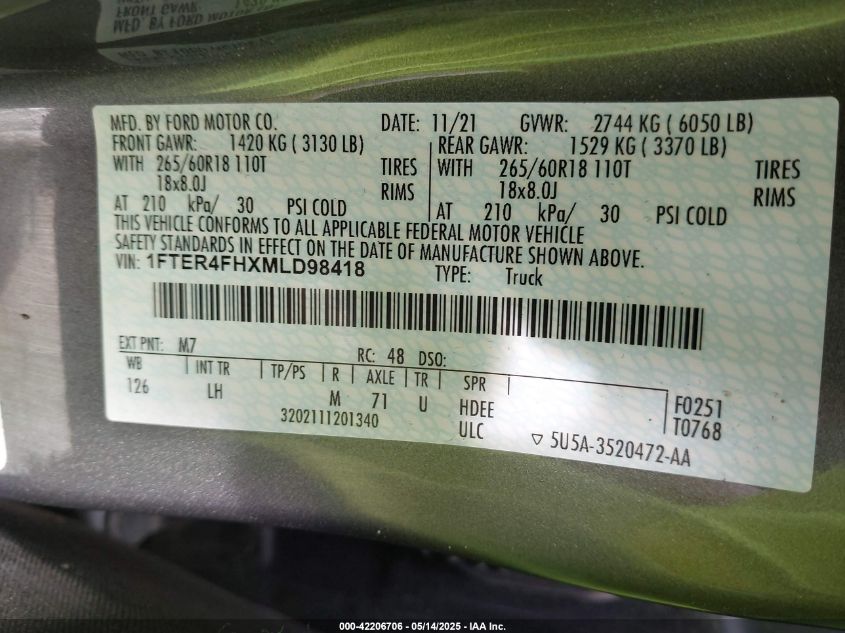 MFD. BY FORD MOTOR CO. DATE: 11/21 GVWR: 2744 KG ( 6050 LB)
FRONT GAWR: 1420 KG ( 3130 LB) REAR GAWR: 1529 KG ( 3370 LB)
WITH 265/60R18 110T TIRES WITH 265/60R18 110T TIRES
18x8.0J RIMS 18x8.0J RIMS
AT 210 kPa/ 30 PSI COLD AT 210 kPa/ 30 PSI COLD
THIS VEHICLE CONFORMS TO ALL APPLICABLE FEDERAL MOTOR VEHICLE
SAFETY STANDARDS IN EFFECT ON THE DATE OF MANUFACTURE SHOWN ABOVE.
VIN: 1FTER4FHXMLD98418 TYPE: Truck
EXT PNT: M7 RC: 48 DSO:
WB INT TR TP/PS R AXLE TR SPR
126 LH M 71 U HDEE F0251
3202111201340 ULC T0768
5U5A-3520472-AA
000-42206706 - 05/14/2025 - IAA Inc.